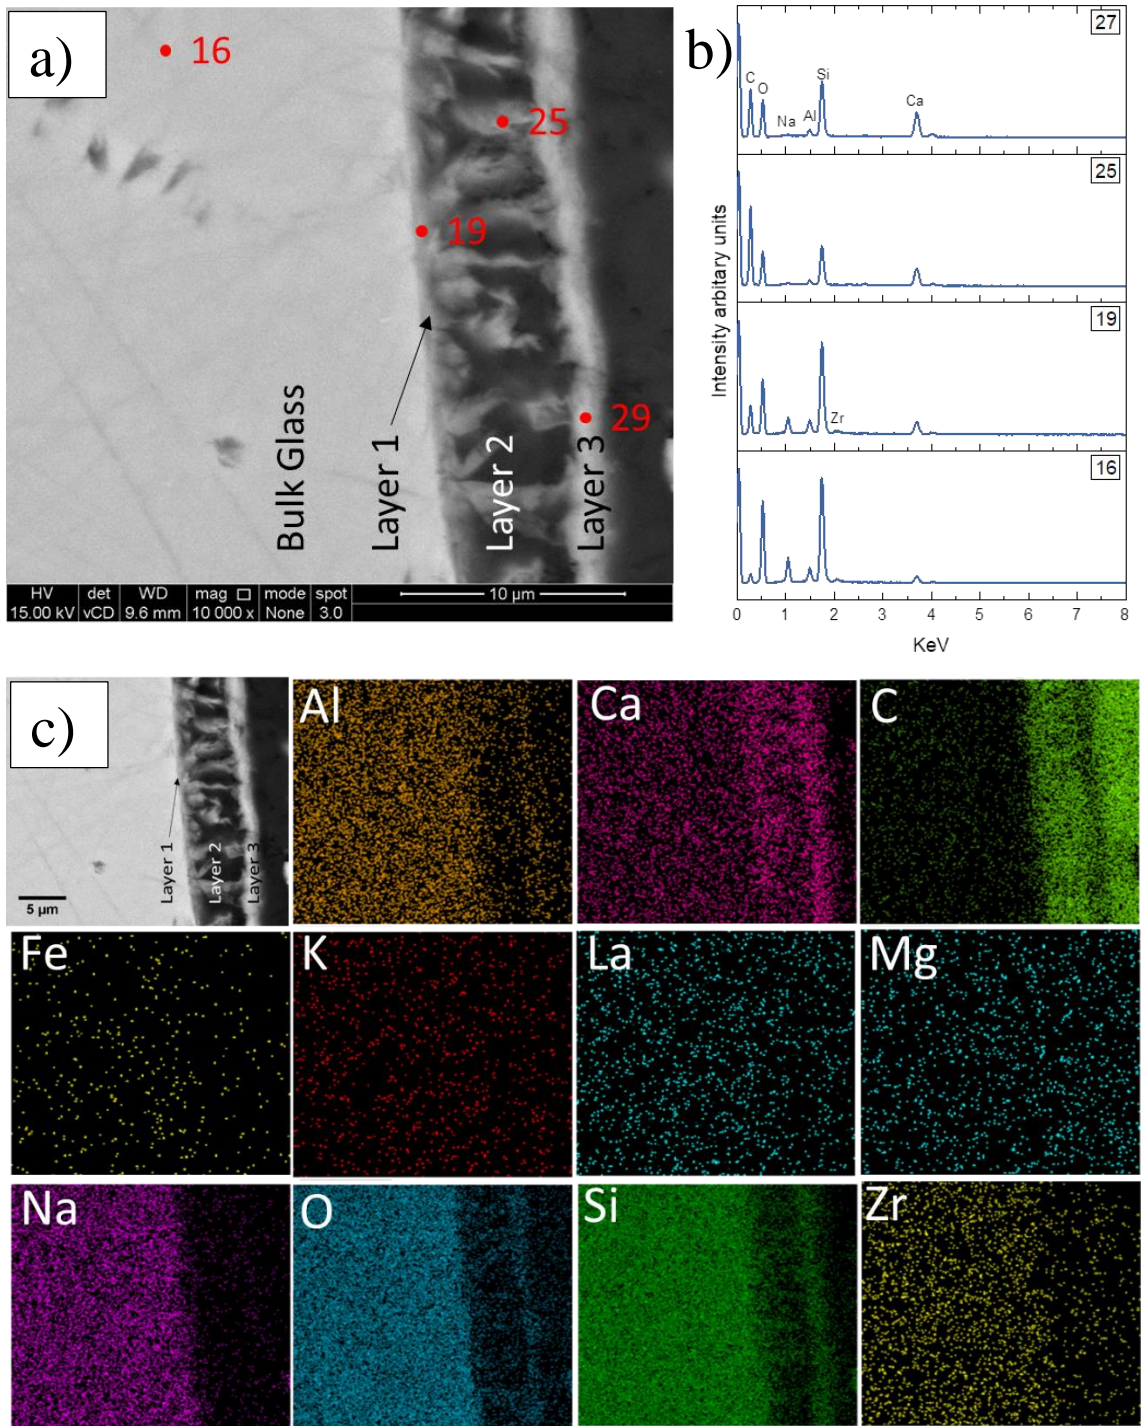 a)
16
25
19
29
Bulk Glass
Layer 1
Layer 2
Layer 3
HV det WD mag mode spot
15.00 kV vCD 9.6 mm 10 000 x None 3.0
10 µm
b)
27
C O Na Al Si Ca
25
19
Zr
16
Intensity arbitary units
0 1 2 3 4 5 6 7 8
KeV
c)
Layer 1
Layer 2
Layer 3
5 µm
Al
Ca
C
Fe
K
La
Mg
Na
O
Si
Zr